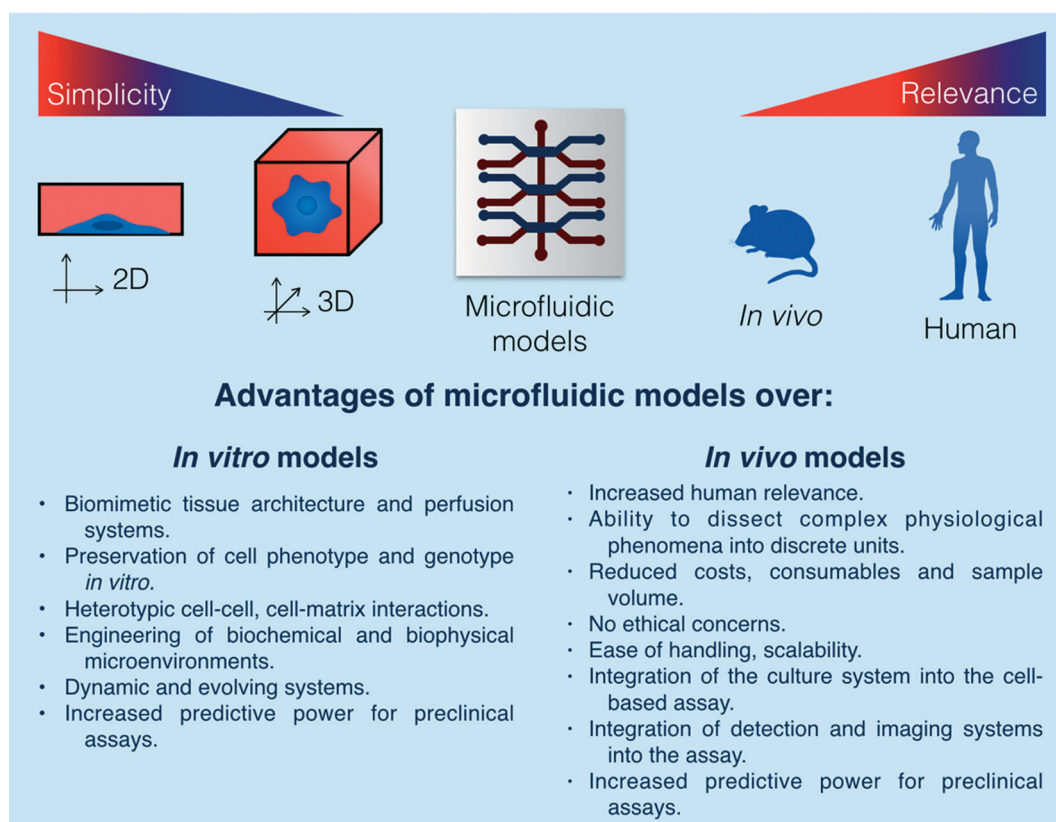 Simplicity
Relevance
2D
3D
Microfluidic
models
In vivo
Human
Advantages of microfluidic models over:
In vitro models
• Biomimetic tissue architecture and perfusion
systems.
• Preservation of cell phenotype and genotype
in vitro.
• Heterotypic cell-cell, cell-matrix interactions.
• Engineering of biochemical and biophysical
microenvironments.
• Dynamic and evolving systems.
• Increased predictive power for preclinical
assays.
In vivo models
• Increased human relevance.
• Ability to dissect complex physiological
phenomena into discrete units.
• Reduced costs, consumables and sample
volume.
• No ethical concerns.
• Ease of handling, scalability.
• Integration of the culture system into the cell-
based assay.
• Integration of detection and imaging systems
into the assay.
• Increased predictive power for preclinical
assays.